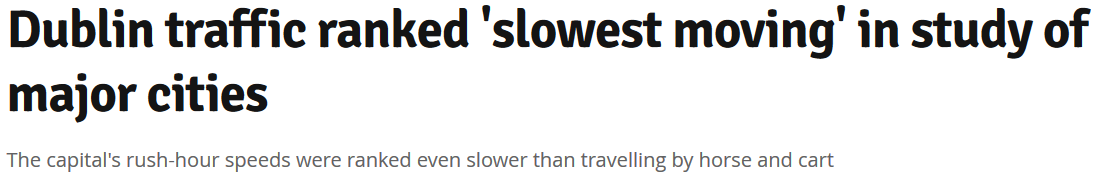 Dublin traffic ranked 'slowest moving' in study of
major cities
The capital's rush-hour speeds were ranked even slower than travelling by horse and cart